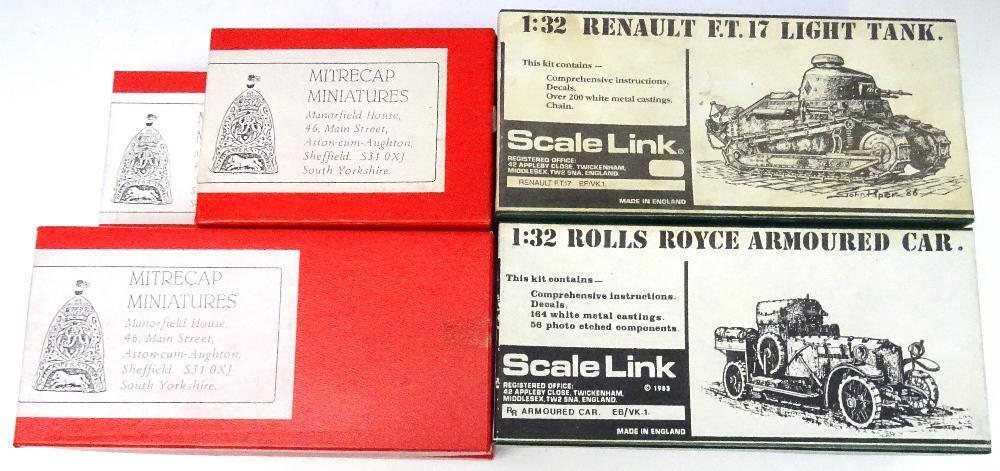 MITRECAP
MINIATURES
Manorfield House,
46, Main Street,
Aston-cum-Aughton,
Sheffield. S31 0XJ
South Yorkshire.
1:32 RENAULT F.T. 17 LIGHT TANK.
This kit contains —
Comprehensive instructions,
Decals.
Over 200 white metal castings.
Chain.
Scale Link
REGISTERED OFFICE:
42 APPLEBY CLOSE, TWICKENHAM,
MIDDLESEX, TW2 5NA, ENGLAND.
RENAULT F.T.17 EF/VK.1.
MADE IN ENGLAND
MITRECAP
MINIATURES
Manorfield House,
46, Main Street,
Aston-cum-Aughton,
Sheffield. S31 0XJ
South Yorkshire.
1:32 ROLLS ROYCE ARMOURED CAR.
This kit contains —
Comprehensive instructions.
Decals.
164 white metal castings.
56 photo etched components.
Scale Link
© 1983
REGISTERED OFFICE:
42 APPLEBY CLOSE, TWICKENHAM,
MIDDLESEX, TW2 5NA, ENGLAND.
RR ARMOURED CAR. EB/VK.1.
MADE IN ENGLAND